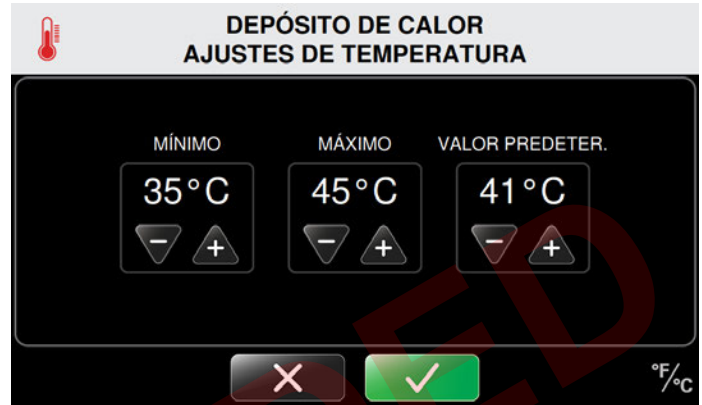 DEPÓSITO DE CALOR
AJUSTES DE TEMPERATURA
MÍNIMO MÁXIMO VALOR PREDETER.
35°C 45°C 41°C
− + − + − +
°F/°C